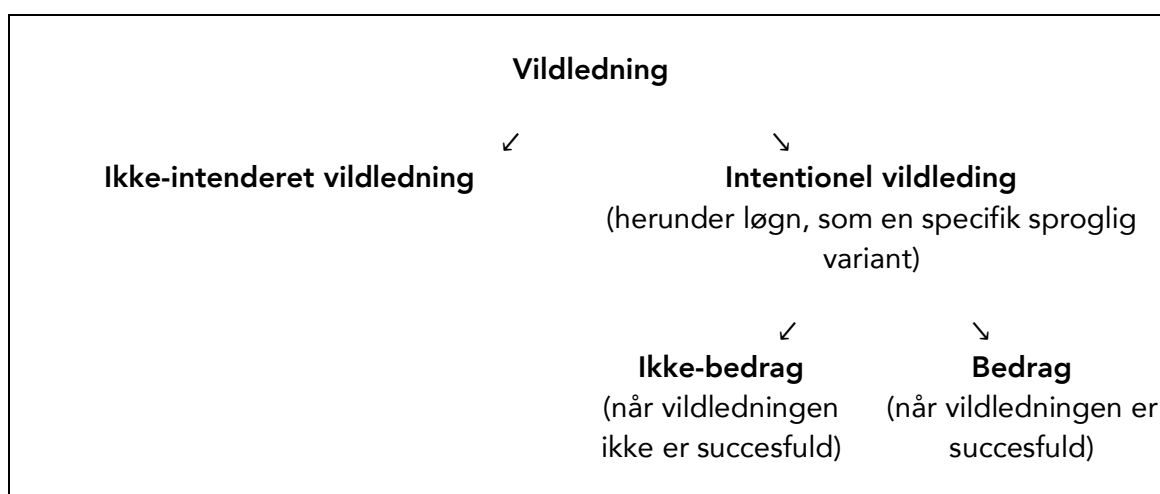 Vildledning
↙ ↘
Ikke-intenderet vildledning Intentionel vildleding
(herunder løgn, som en specifik sproglig
variant)
↙ ↘
Ikke-bedrag Bedrag
(når vildledningen (når vildledningen er
ikke er succesfuld) succesfuld)